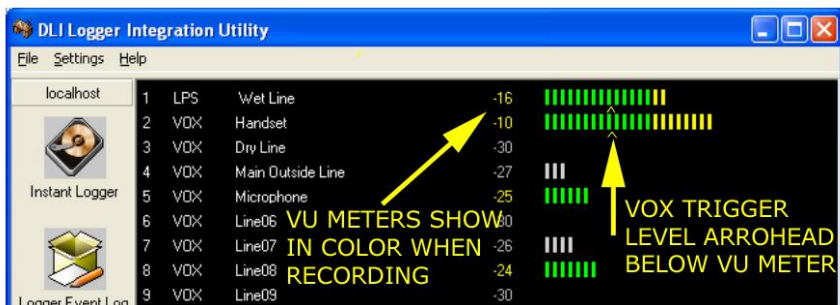 DLI Logger Integration Utility
File Settings Help
localhost
1 LPS Wet Line -16
2 VOX Handset -10
3 VOX Dry Line -30
4 VOX Main Outside Line -27
Instant Logger
5 VOX Microphone -25
6 VOX Line06
7 VOX Line07 -26
8 VOX Line08 -24
9 VOX Line09 -30
Logger Event Log
VU METERS SHOW
IN COLOR WHEN
RECORDING
VOX TRIGGER
LEVEL ARROHEAD
BELOW VU METER